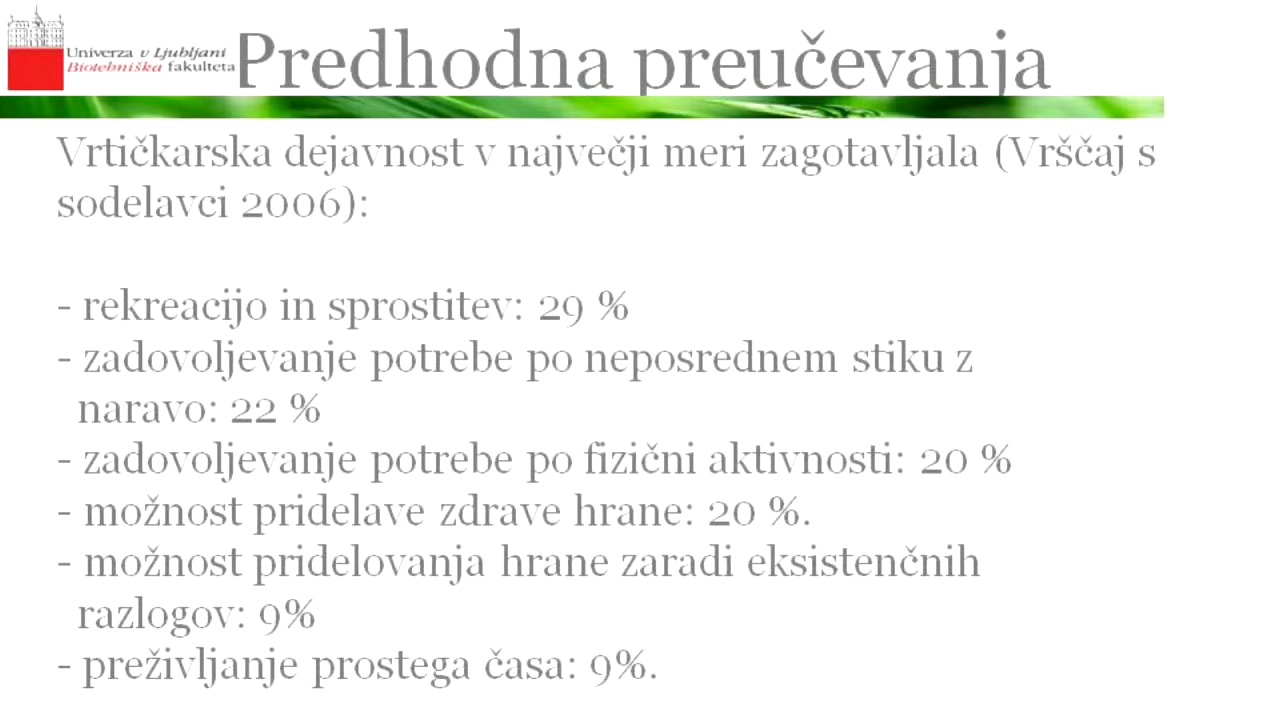 Univerza v Ljubljani
Biotehniška fakulteta
Predhodna preučevanja
Vrtičkarska dejavnost v največji meri zagotavljala (Vrščaj s
sodelavci 2006):
- rekreacijo in sprostitev: 29 %
- zadovoljevanje potrebe po neposrednem stiku z
naravo: 22 %
- zadovoljevanje potrebe po fizični aktivnosti: 20 %
- možnost pridelave zdrave hrane: 20 %.
- možnost pridelovanja hrane zaradi eksistenčnih
razlogov: 9%
- preživljanje prostega časa: 9%.